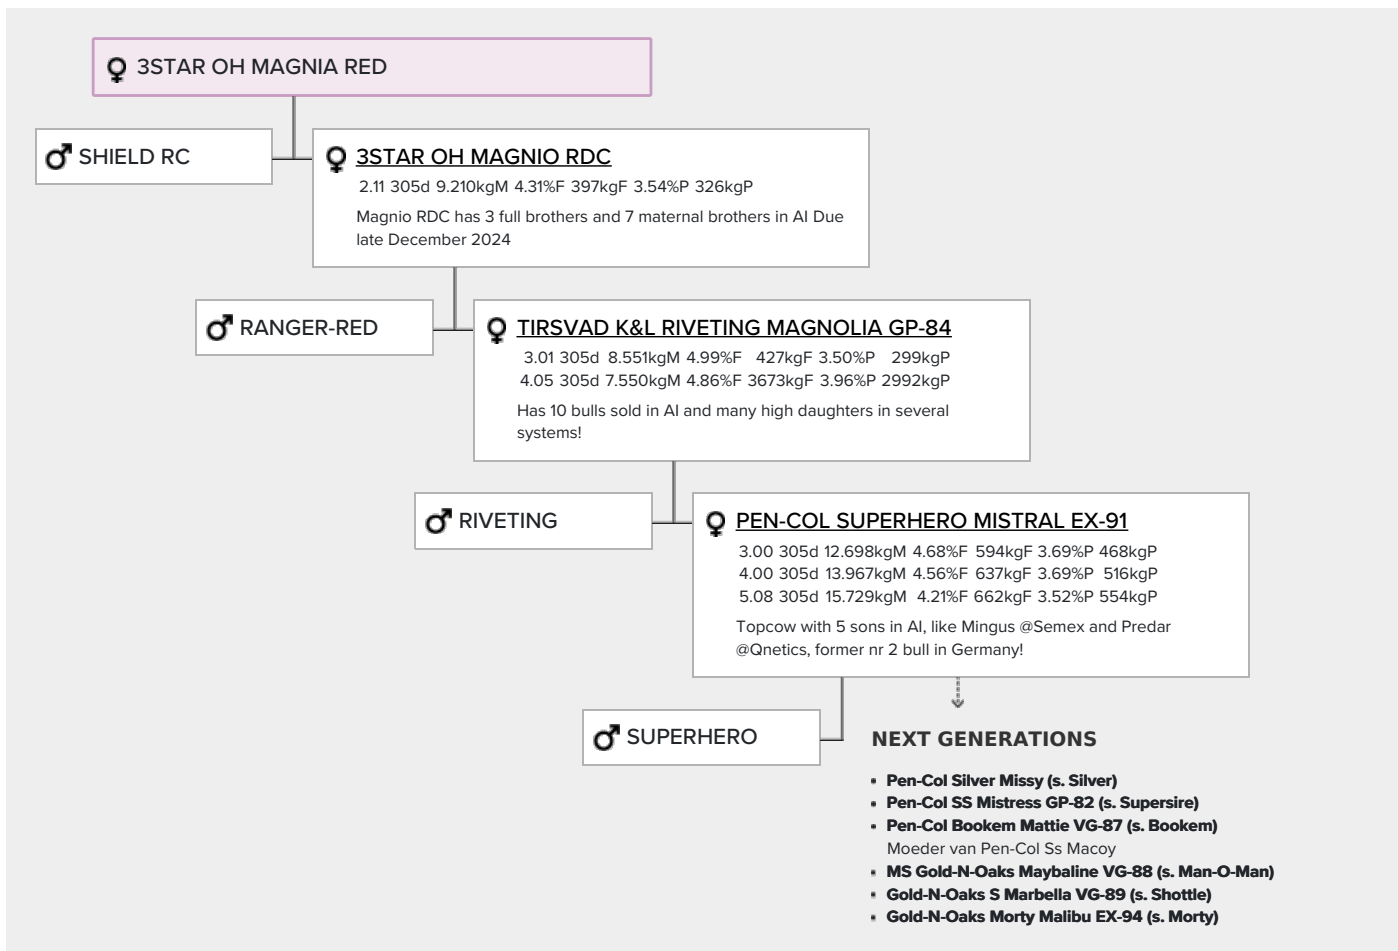 3STAR OH MAGNIA RED
SHIELD RC
3STAR OH MAGNIO RDC
2.11 305d 9.210kgM 4.31%F 397kgF 3.54%P 326kgP
Magnio RDC has 3 full brothers and 7 maternal brothers in AI Due
late December 2024
RANGER-RED
TIRSVAD K&L RIVETING MAGNOLIA GP-84
3.01 305d 8.551kgM 4.99%F 427kgF 3.50%P 299kgP
4.05 305d 7.550kgM 4.86%F 3673kgF 3.96%P 2992kgP
Has 10 bulls sold in AI and many high daughters in several
systems!
RIVETING
PEN-COL SUPERHERO MISTRAL EX-91
3.00 305d 12.698kgM 4.68%F 594kgF 3.69%P 468kgP
4.00 305d 13.967kgM 4.56%F 637kgF 3.69%P 516kgP
5.08 305d 15.729kgM 4.21%F 662kgF 3.52%P 554kgP
Topcow with 5 sons in AI, like Mingus @Semex and Predar
@Qnetics, former nr 2 bull in Germany!
SUPERHERO
NEXT GENERATIONS
Pen-Col Silver Missy (s. Silver)
Pen-Col SS Mistress GP-82 (s. Supersire)
Pen-Col Bookem Mattie VG-87 (s. Bookem)
Moeder van Pen-Col Ss Macoy
MS Gold-N-Oaks Maybaline VG-88 (s. Man-O-Man)
Gold-N-Oaks S Marbella VG-89 (s. Shottle)
Gold-N-Oaks Morty Malibu EX-94 (s. Morty)